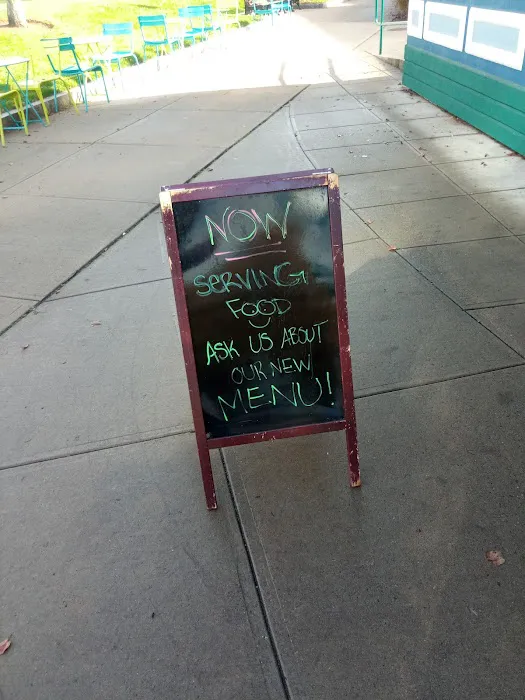 NOW
SERVING
FOOD
ASK US ABOUT
OUR NEW
MENU!